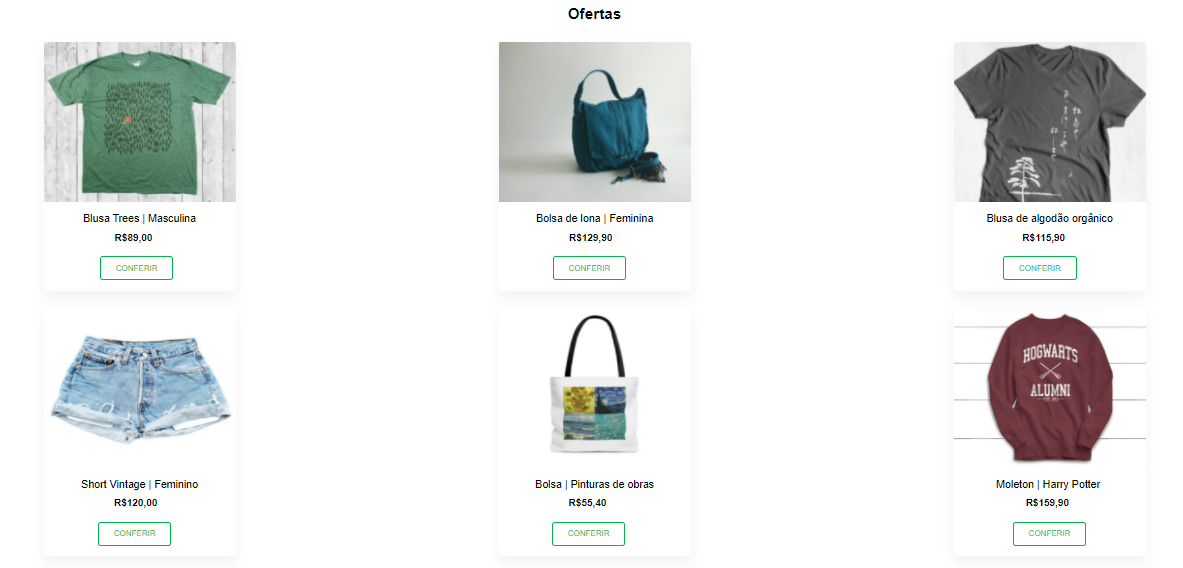 Ofertas
Blusa Trees | Masculina
R$89,00
CONFERIR
Bolsa de lona | Feminina
R$129,90
CONFERIR
Blusa de algodão orgânico
R$115,90
CONFERIR
Short Vintage | Feminino
R$120,00
CONFERIR
Bolsa | Pinturas de obras
R$55,40
CONFERIR
HOGWARTS
ALUMNI
Moleton | Harry Potter
R$159,90
CONFERIR